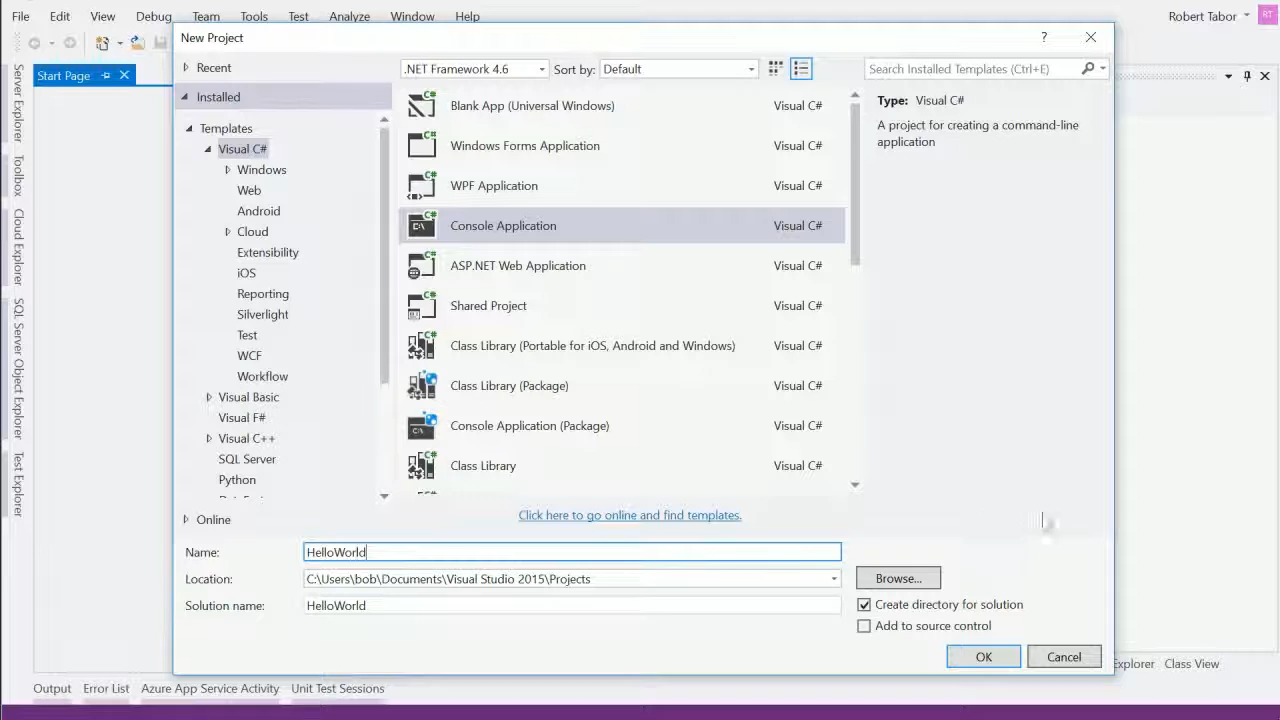 File Edit View Debug Team Tools Test Analyze Window Help
Robert Tabor RT
New Project
?
Recent
.NET Framework 4.6
Sort by: Default
Search Installed Templates (Ctrl+E)
Start Page
Installed
Templates
Visual C#
Windows
Web
Android
Cloud
Extensibility
iOS
Reporting
Silverlight
Test
WCF
Workflow
Visual Basic
Visual F#
Visual C++
SQL Server
Python
Online
Blank App (Universal Windows) Visual C#
Windows Forms Application Visual C#
WPF Application Visual C#
Console Application Visual C#
ASP.NET Web Application Visual C#
Shared Project Visual C#
Class Library (Portable for iOS, Android and Windows) Visual C#
Class Library (Package) Visual C#
Console Application (Package) Visual C#
Class Library Visual C#
Click here to go online and find templates.
Type: Visual C#
A project for creating a command-line
application
Name: HelloWorld
Location: C:\Users\bob\Documents\Visual Studio 2015\Projects
Browse...
Solution name: HelloWorld
Create directory for solution
Add to source control
OK Cancel
Server Explorer
Toolbox
Cloud Explorer
SQL Server Object Explorer
Test Explorer
Explorer Class View
Output Error List Azure App Service Activity Unit Test Sessions